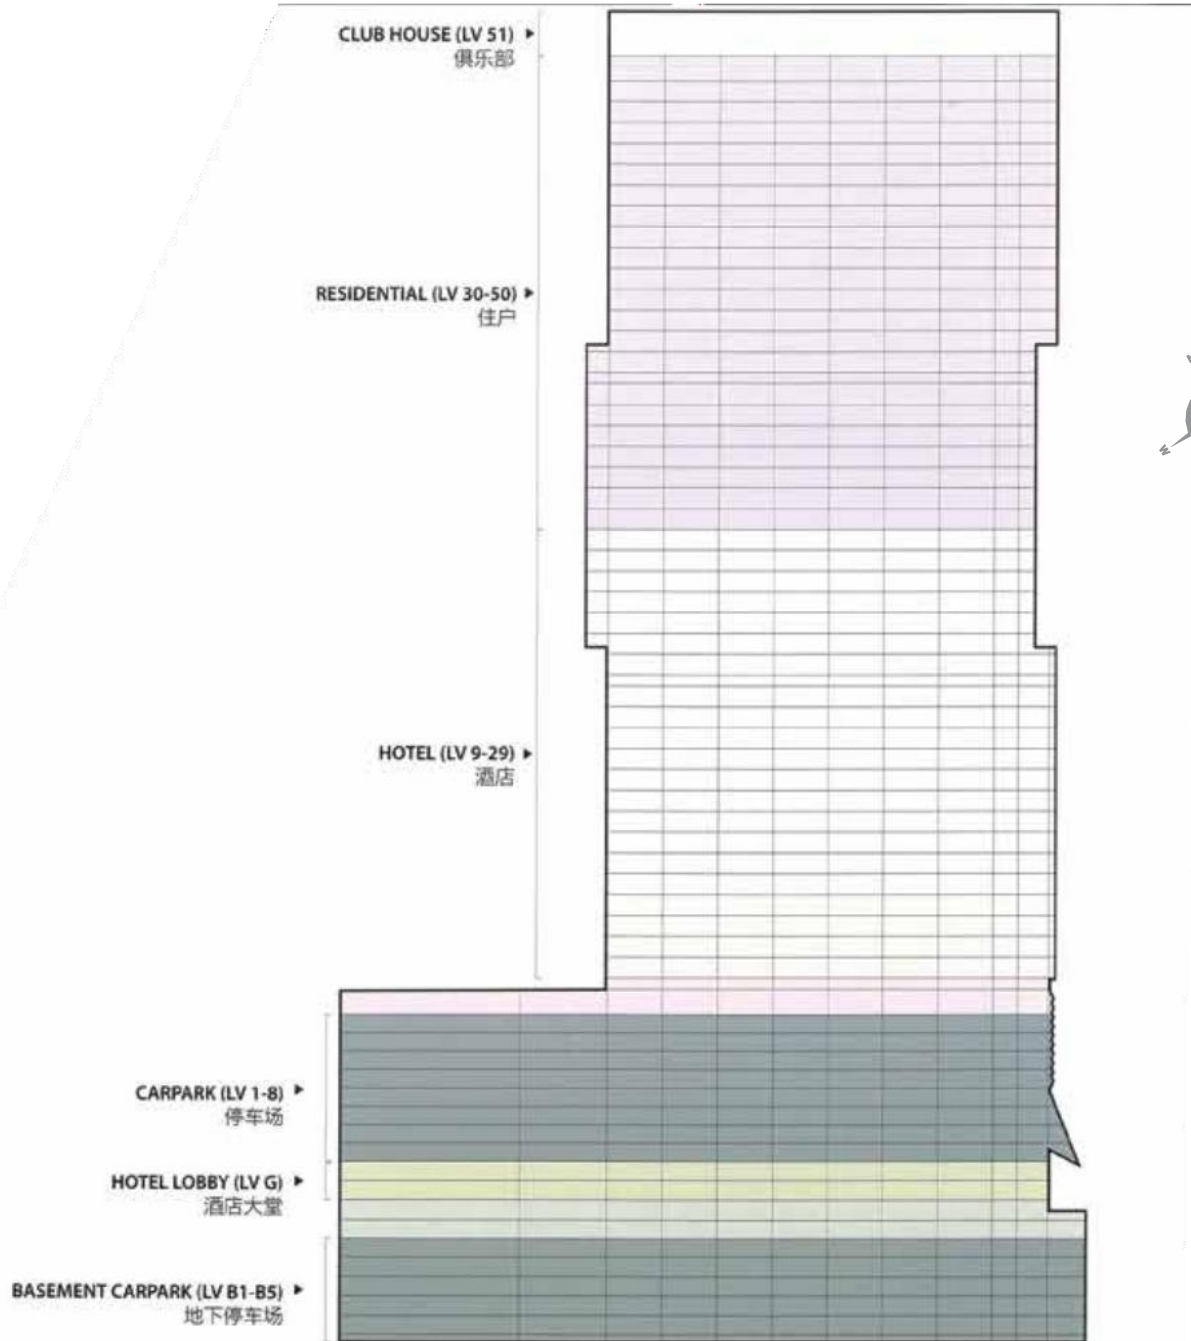 CLUB HOUSE (LV 51)
俱乐部
RESIDENTIAL (LV 30-50)
住户
HOTEL (LV 9-29)
酒店
CARPARK (LV 1-8)
停车场
HOTEL LOBBY (LV G)
酒店大堂
BASEMENT CARPARK (LV B1-B5)
地下停车场
W